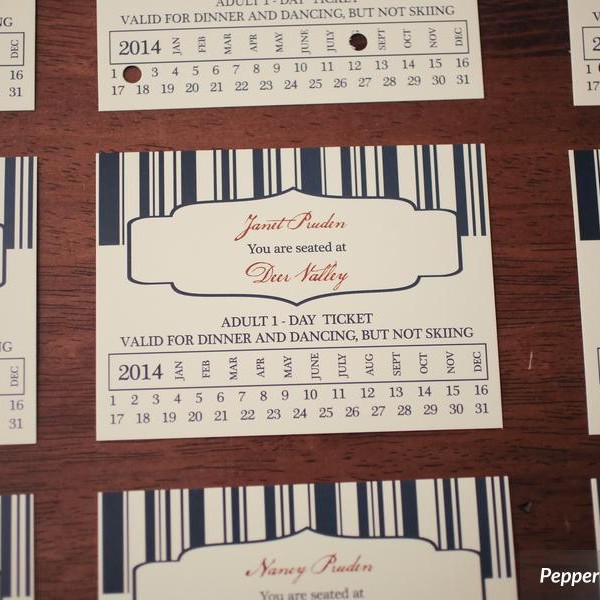 VALID FOR DINNER AND DANCING, BUT NOT SKIING
2014 JAN FEB MAR APR MAY JUNE JULY SEPT OCT NOV DEC
1 3 4 5 6 7 8 9 10 11 12 13 14 15 16
17 18 19 20 21 22 23 24 25 26 27 28 29 30 31
DEC
16
31
Janet Pruden
You are seated at
Deer Valley
ADULT 1 - DAY TICKET
VALID FOR DINNER AND DANCING, BUT NOT SKIING
2014 JAN FEB MAR APR MAY JUNE JULY AUG SEPT OCT NOV DEC
1 2 3 4 5 6 7 8 9 10 11 12 13 14 15 16
17 18 19 20 21 22 23 24 25 26 27 28 29 30 31
DEC
16
31
Nancy Pruden
You are seated at
Pepper